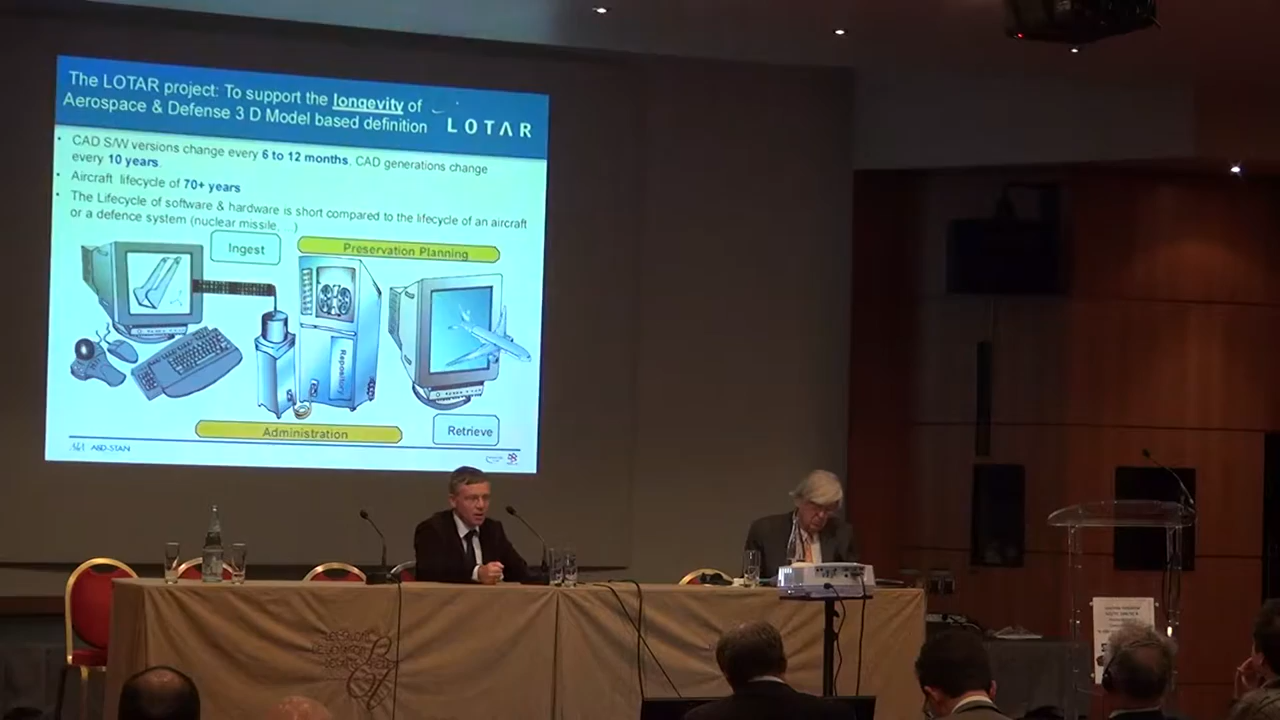 The LOTAR project: To support the longevity of
Aerospace & Defense 3 D Model based definition
LOTAR
• CAD S/W versions change every 6 to 12 months. CAD generations change
every 10 years.
• Aircraft lifecycle of 70+ years
• The Lifecycle of software & hardware is short compared to the lifecycle of an aircraft
or a defence system (nuclear missile, ...)
Ingest
Preservation Planning
Repository
Administration
Retrieve
ASD-STAN